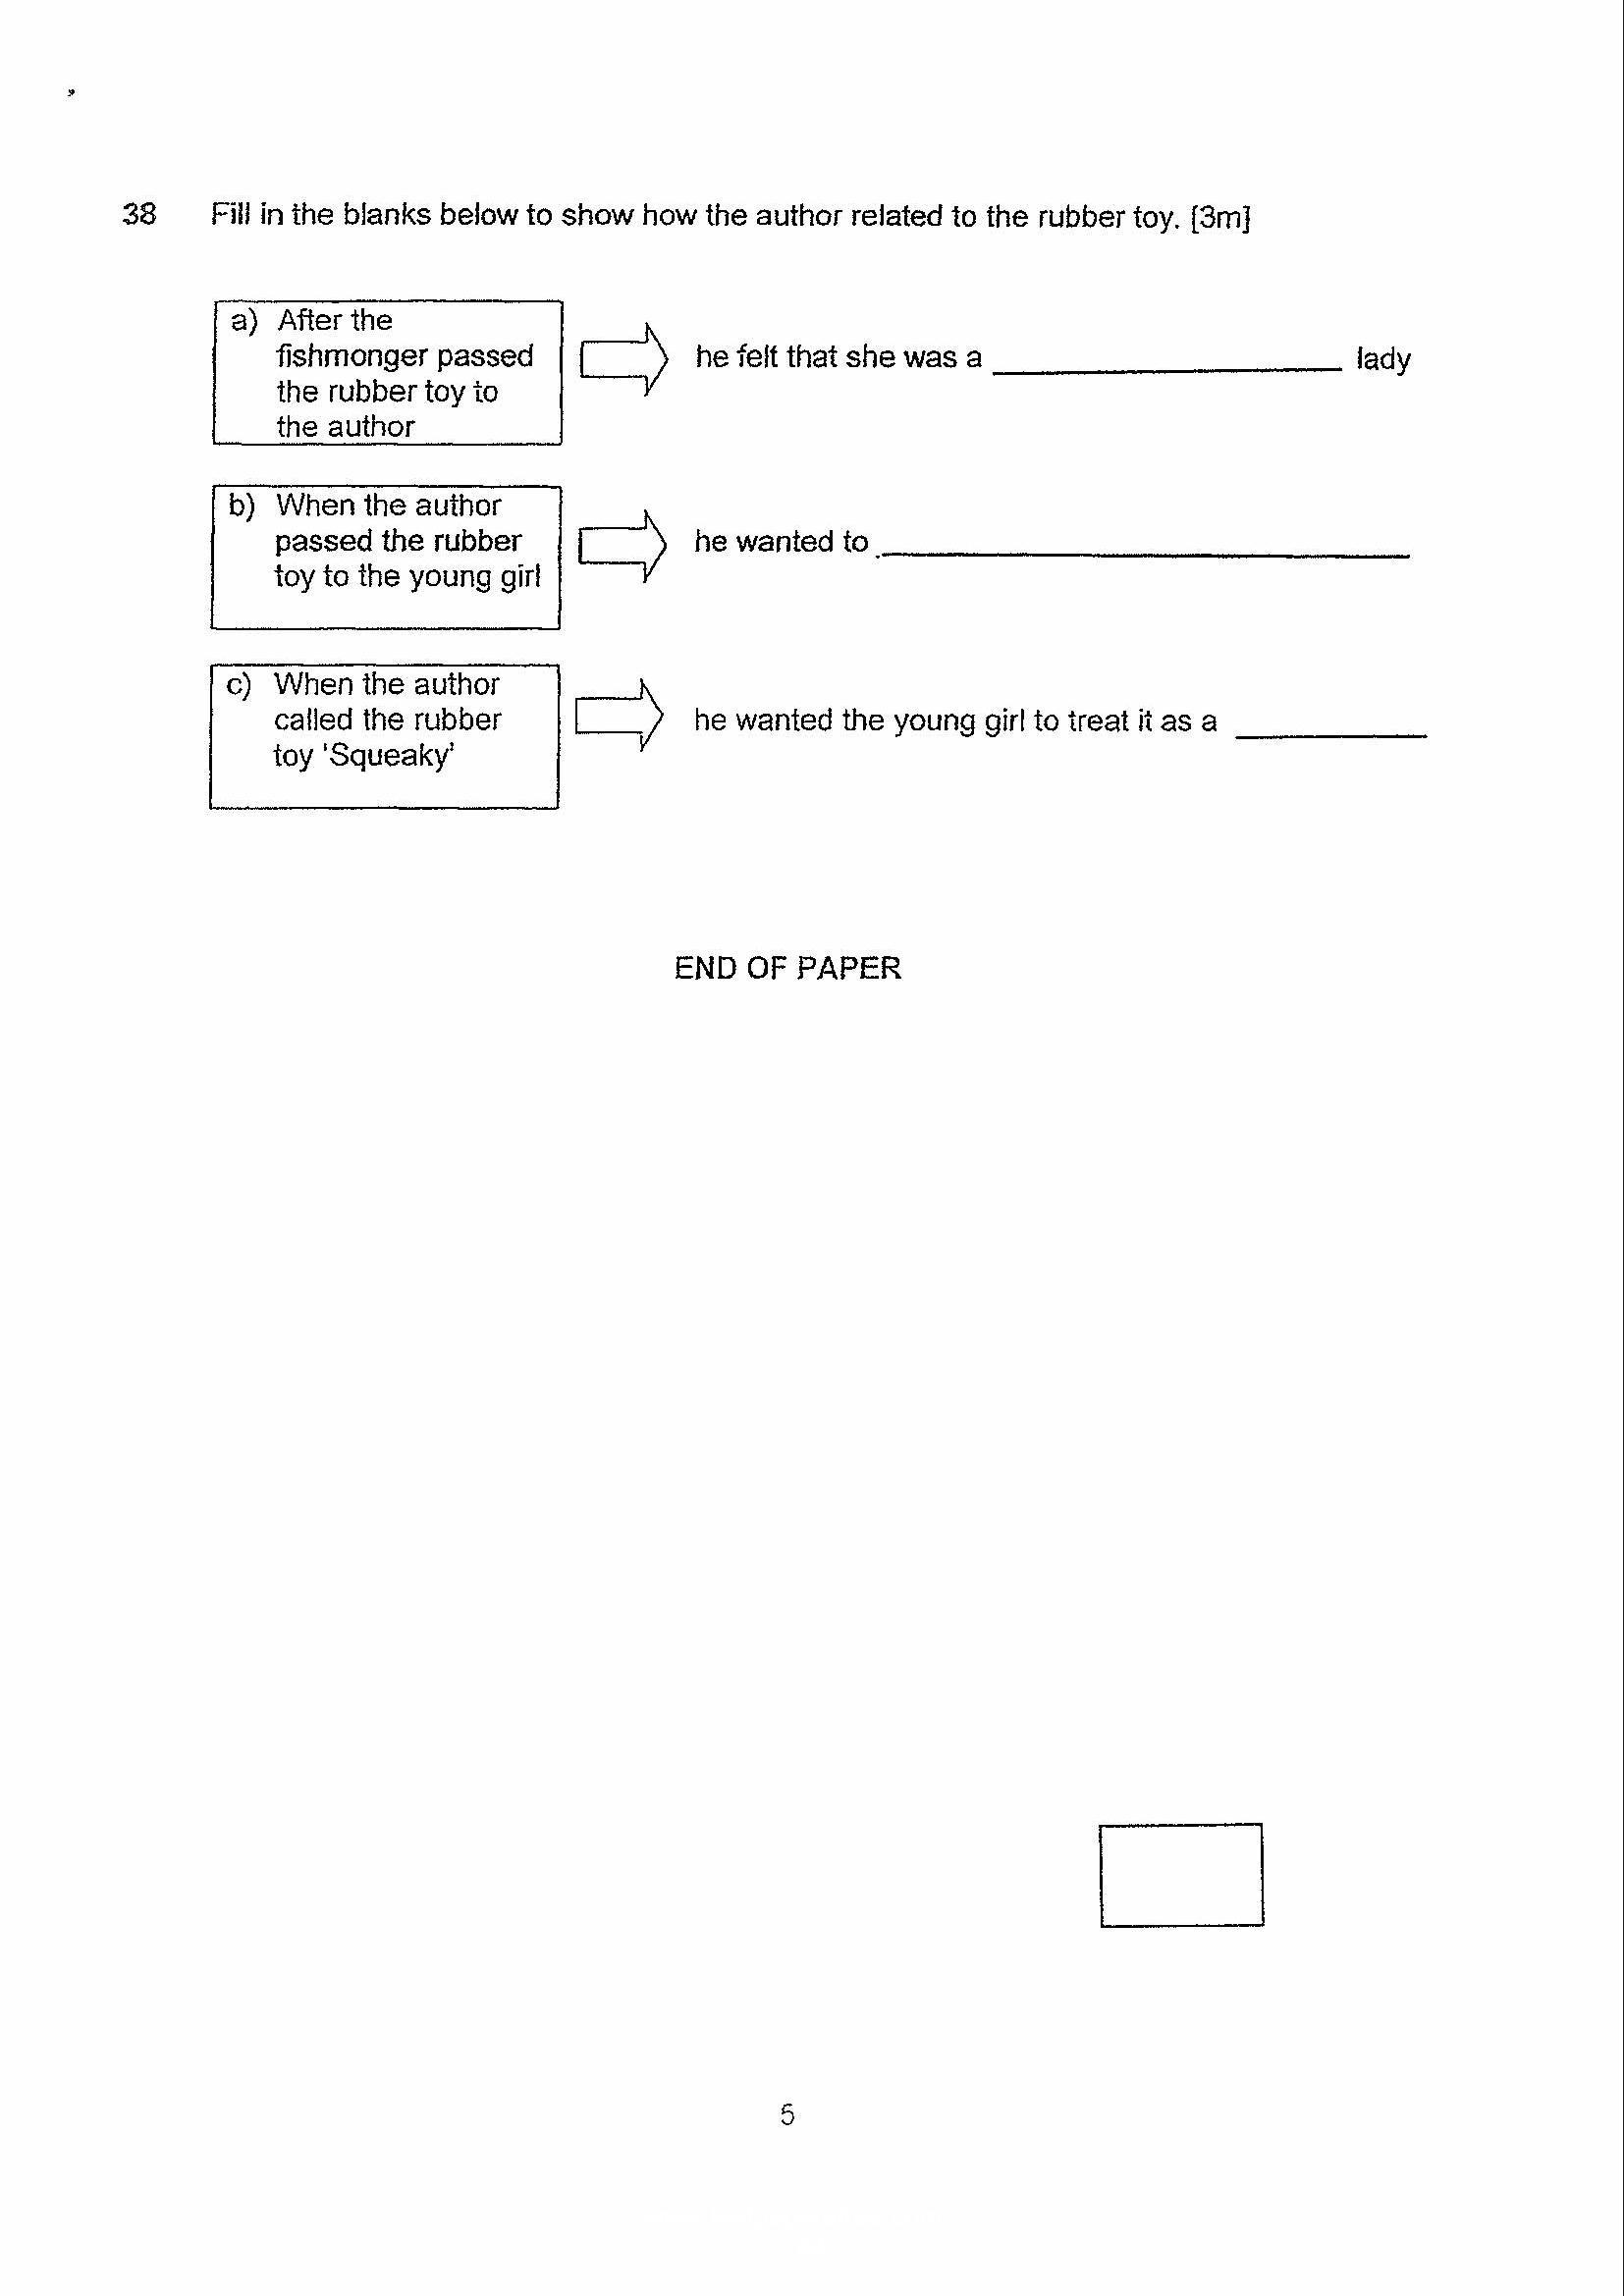 38 Fill in the blanks below to show how the author related to the rubber toy. [3m]
a) After the
fishmonger passed
the rubber toy to
the author
he felt that she was a ______ lady
b) When the author
passed the rubber
toy to the young girl
he wanted to ______
c) When the author
called the rubber
toy 'Squeaky'
he wanted the young girl to treat it as a ______
END OF PAPER
5